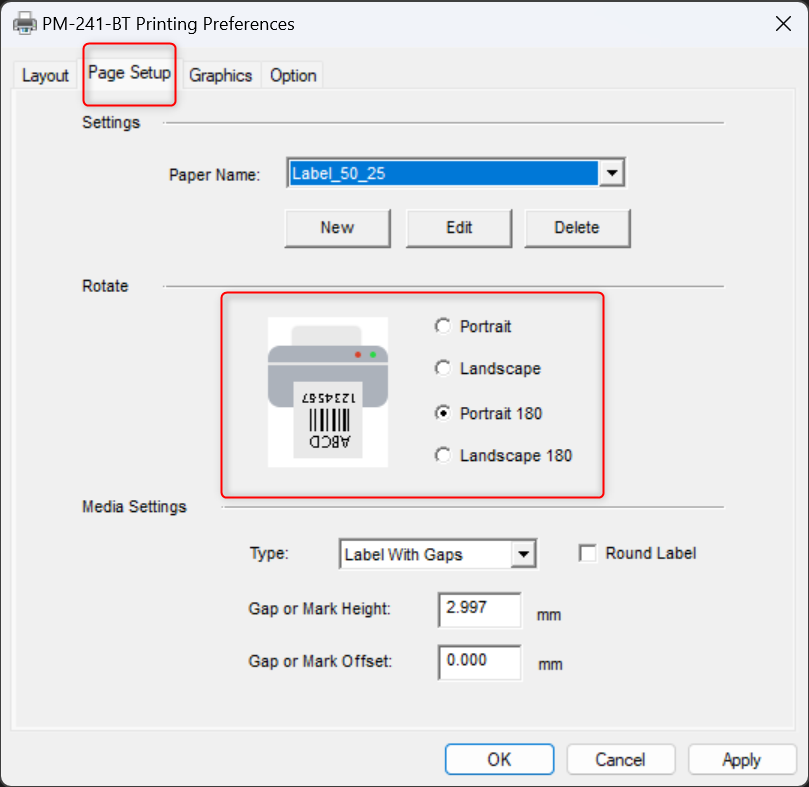 PM-241-BT Printing Preferences
Layout Page Setup Graphics Option
Settings
Paper Name: Label_50_25
New Edit Delete
Rotate
Portrait
Landscape
1234567
ABCD
Portrait 180
Landscape 180
Media Settings
Type: Label With Gaps Round Label
Gap or Mark Height: 2.997 mm
Gap or Mark Offset: 0.000 mm
OK Cancel Apply